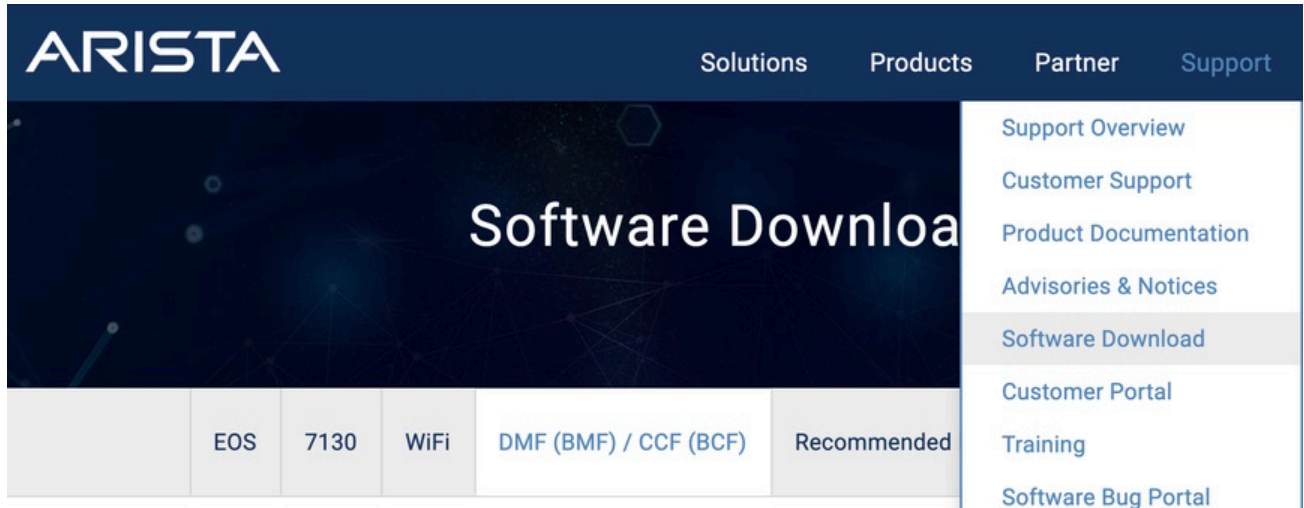 ARISTA
Solutions Products Partner Support
Support Overview
Customer Support
Product Documentation
Advisories & Notices
Software Download
Customer Portal
Training
Software Bug Portal
Software Downloa
EOS 7130 WiFi DMF (BMF) / CCF (BCF) Recommended